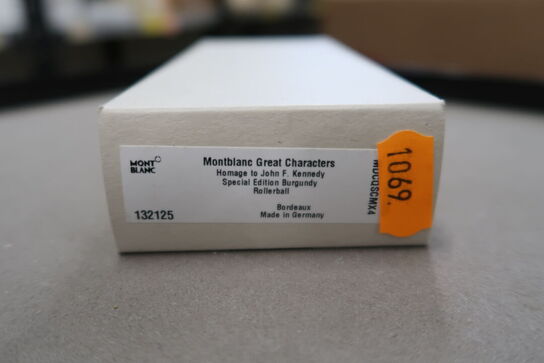 MONT
BLANC
Montblanc Great Characters
Homage to John F. Kennedy
Special Edition Burgundy
Rollerball
Bordeaux
132125
Made in Germany
1069.